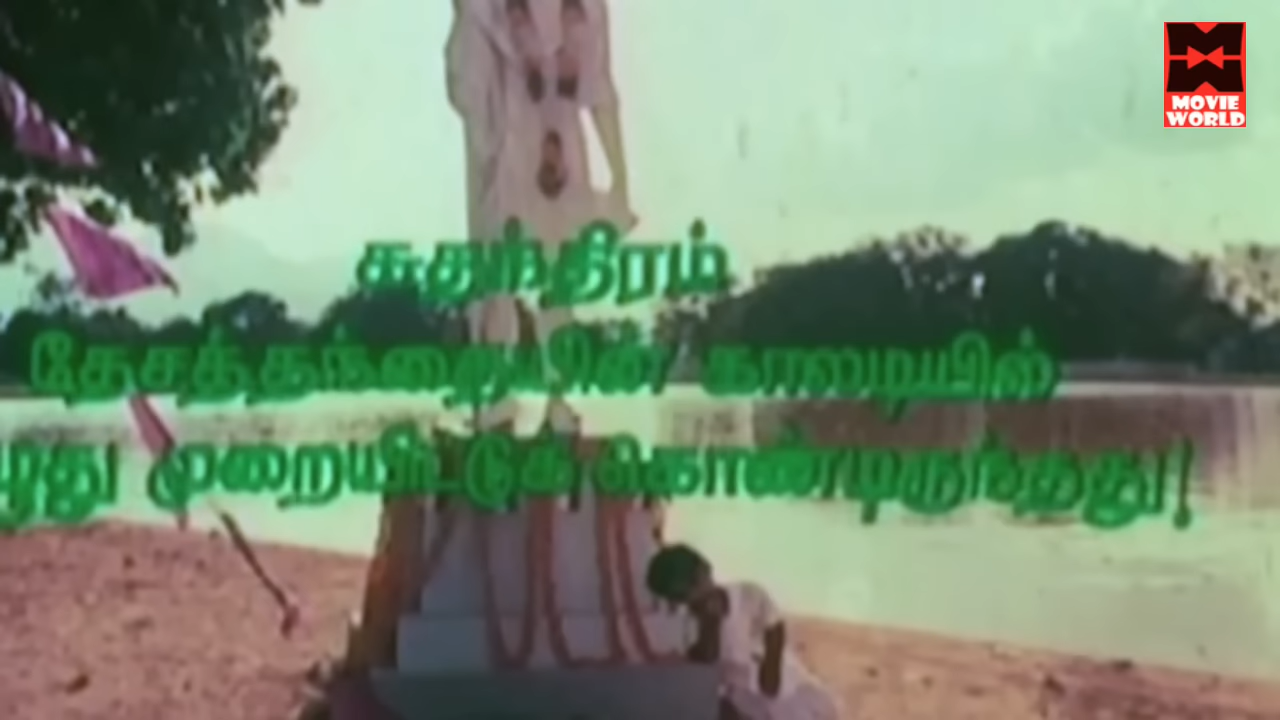 சுதந்திரம்
தேசத்தந்தையின் காலடியில்
முறையிட்டுக் கொண்டிருந்தது!
MOVIE
WORLD